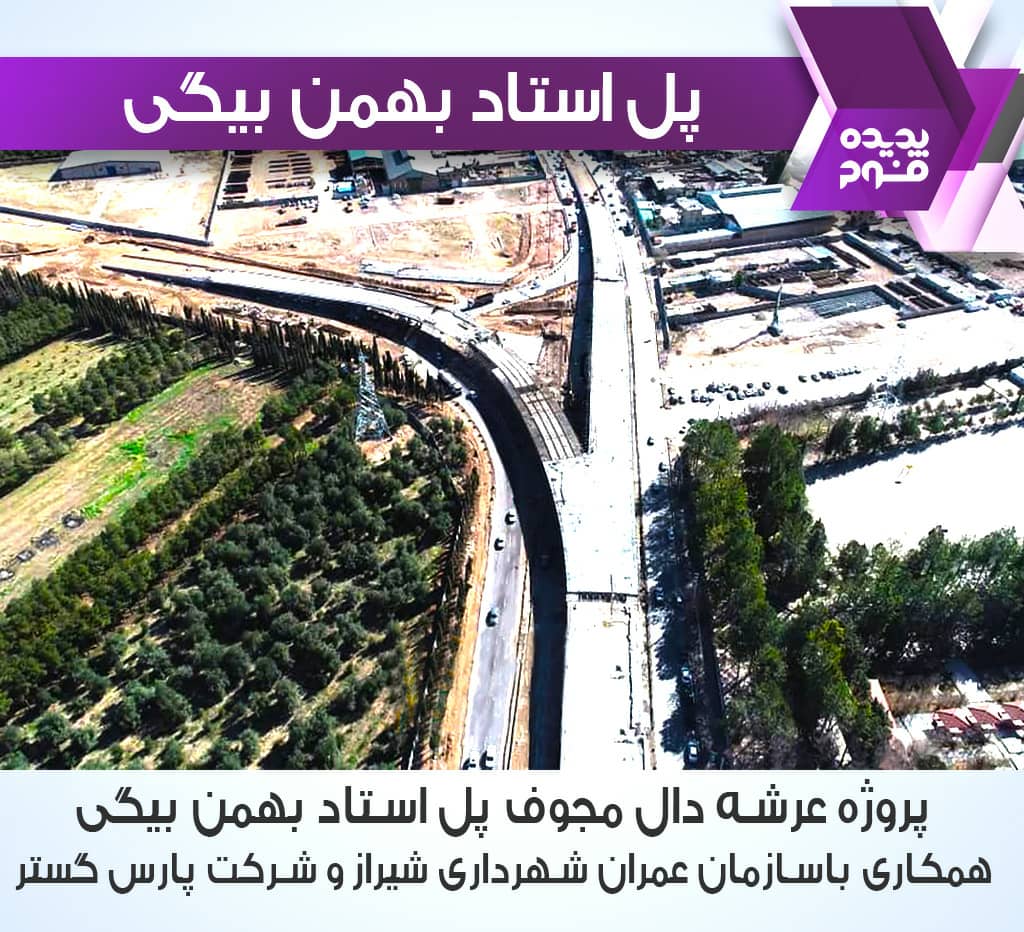 پل استاد بهمن بیگی
پدیده
فنوج
پروژه عرشه دال مجوف پل استاد بهمن بیگی
همکاری باسازمان عمران شهرداری شیراز و شرکت پارس گستر